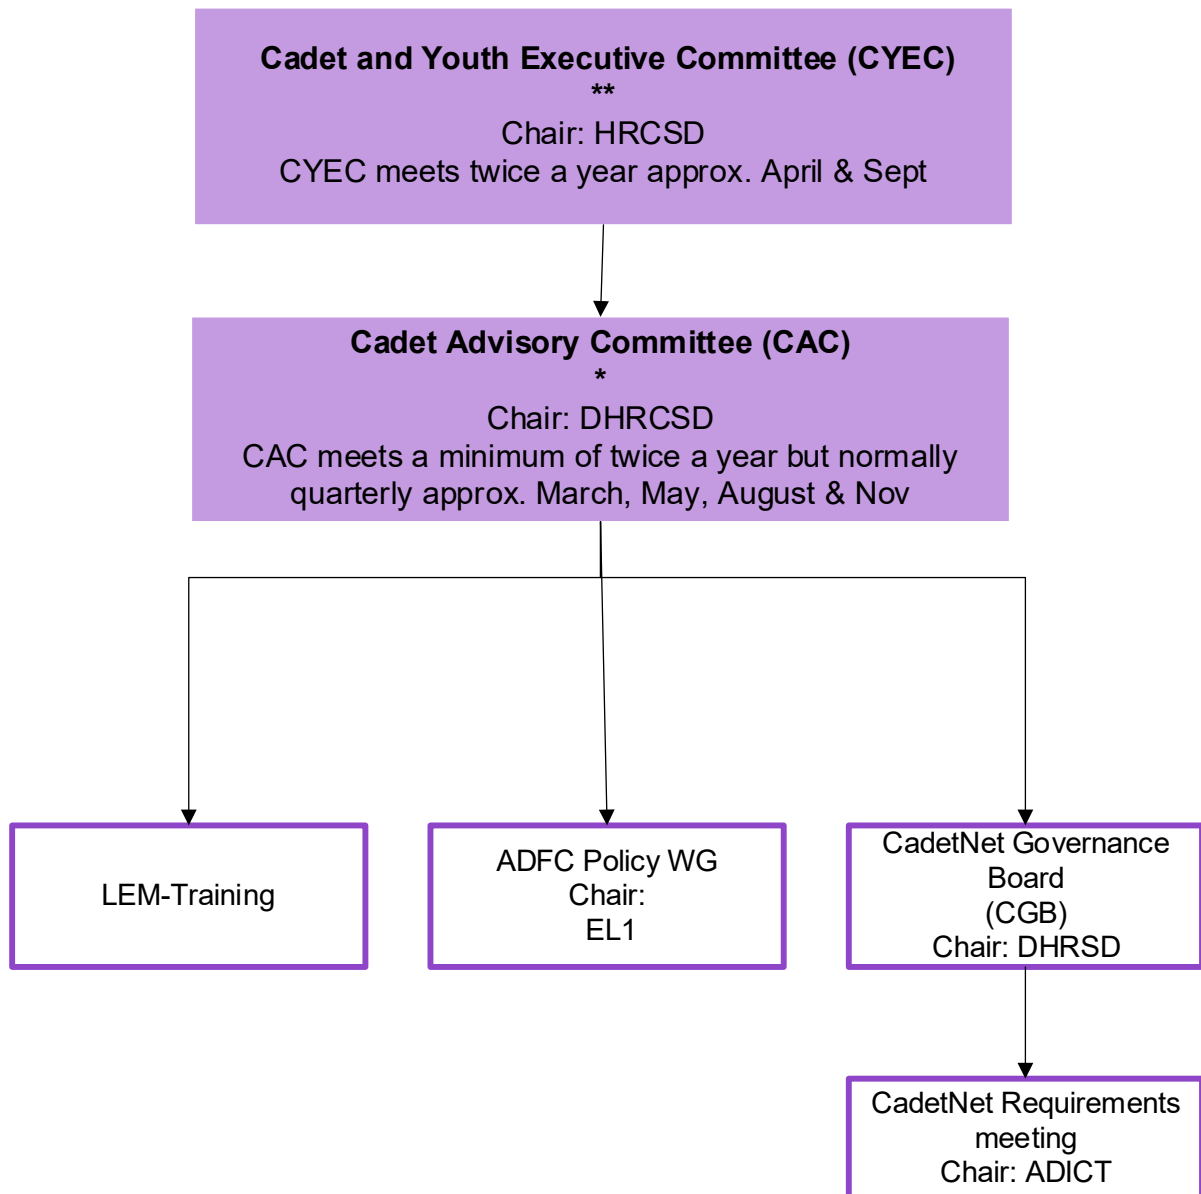 Cadet and Youth Executive Committee (CYEC)
**
Chair: HRCSD
CYEC meets twice a year approx. April & Sept
Cadet Advisory Committee (CAC)
*
Chair: DHRCSD
CAC meets a minimum of twice a year but normally
quarterly approx. March, May, August & Nov
LEM-Training
ADFC Policy WG
Chair:
EL1
CadetNet Governance
Board
(CGB)
Chair: DHRSD
CadetNet Requirements
meeting
Chair: ADICT